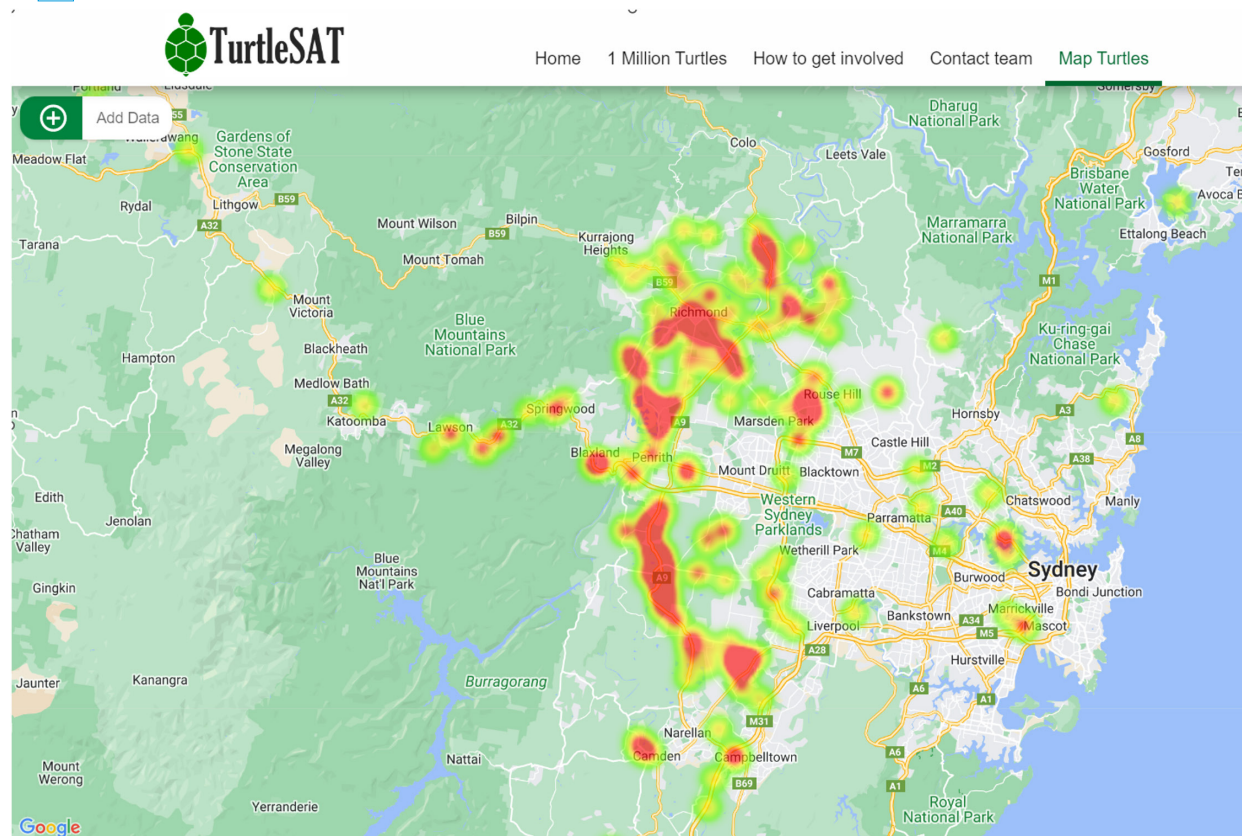 TurtleSAT
Home
1 Million Turtles
How to get involved
Contact team
Map Turtles
Add Data
Portland
Wallerawang
55
Meadow Flat
Gardens of
Stone State
Conservation
Area
Rydal
Lithgow
B59
A32
Tarana
Mount Wilson
Bilpin
B59
Mount Tomah
Kurrajong
Heights
Colo
Leets Vale
Dharug
National Park
Somersby
Gosford
Brisbane
Water
National Park
Avoca B
Ettalong Beach
Marramarra
National Park
M1
B59
Richmond
Mount
Victoria
Blue
Mountains
National Park
Hampton
Blackheath
Medlow Bath
A32
Katoomba
Megalong
Valley
Lawson
A32
Springwood
Blaxland
Penrith
A9
Marsden Park
Rouse Hill
Ku-ring-gai
Chase
National Park
Hornsby
A3
A8
A38
Castle Hill
M7
M2
Mount Druitt
Blacktown
Chatswood
Manly
Western
Sydney
Parklands
Parramatta
A40
M4
Wetherill Park
Sydney
Burwood
Bondi Junction
Cabramatta
Bankstown
A34
Marrickville
Mascot
M5
Liverpool
A28
Hurstville
A6
A1
Edith
Jenolan
Chatham
Valley
Gingkin
Blue
Mountains
Nat'l Park
A9
Jaunter
Kanangra
Burragorang
M31
Narellan
Camden
Campbelltown
B69
Nattai
Mount
Werong
Yerranderie
A6
A1
Royal
National Park
Google